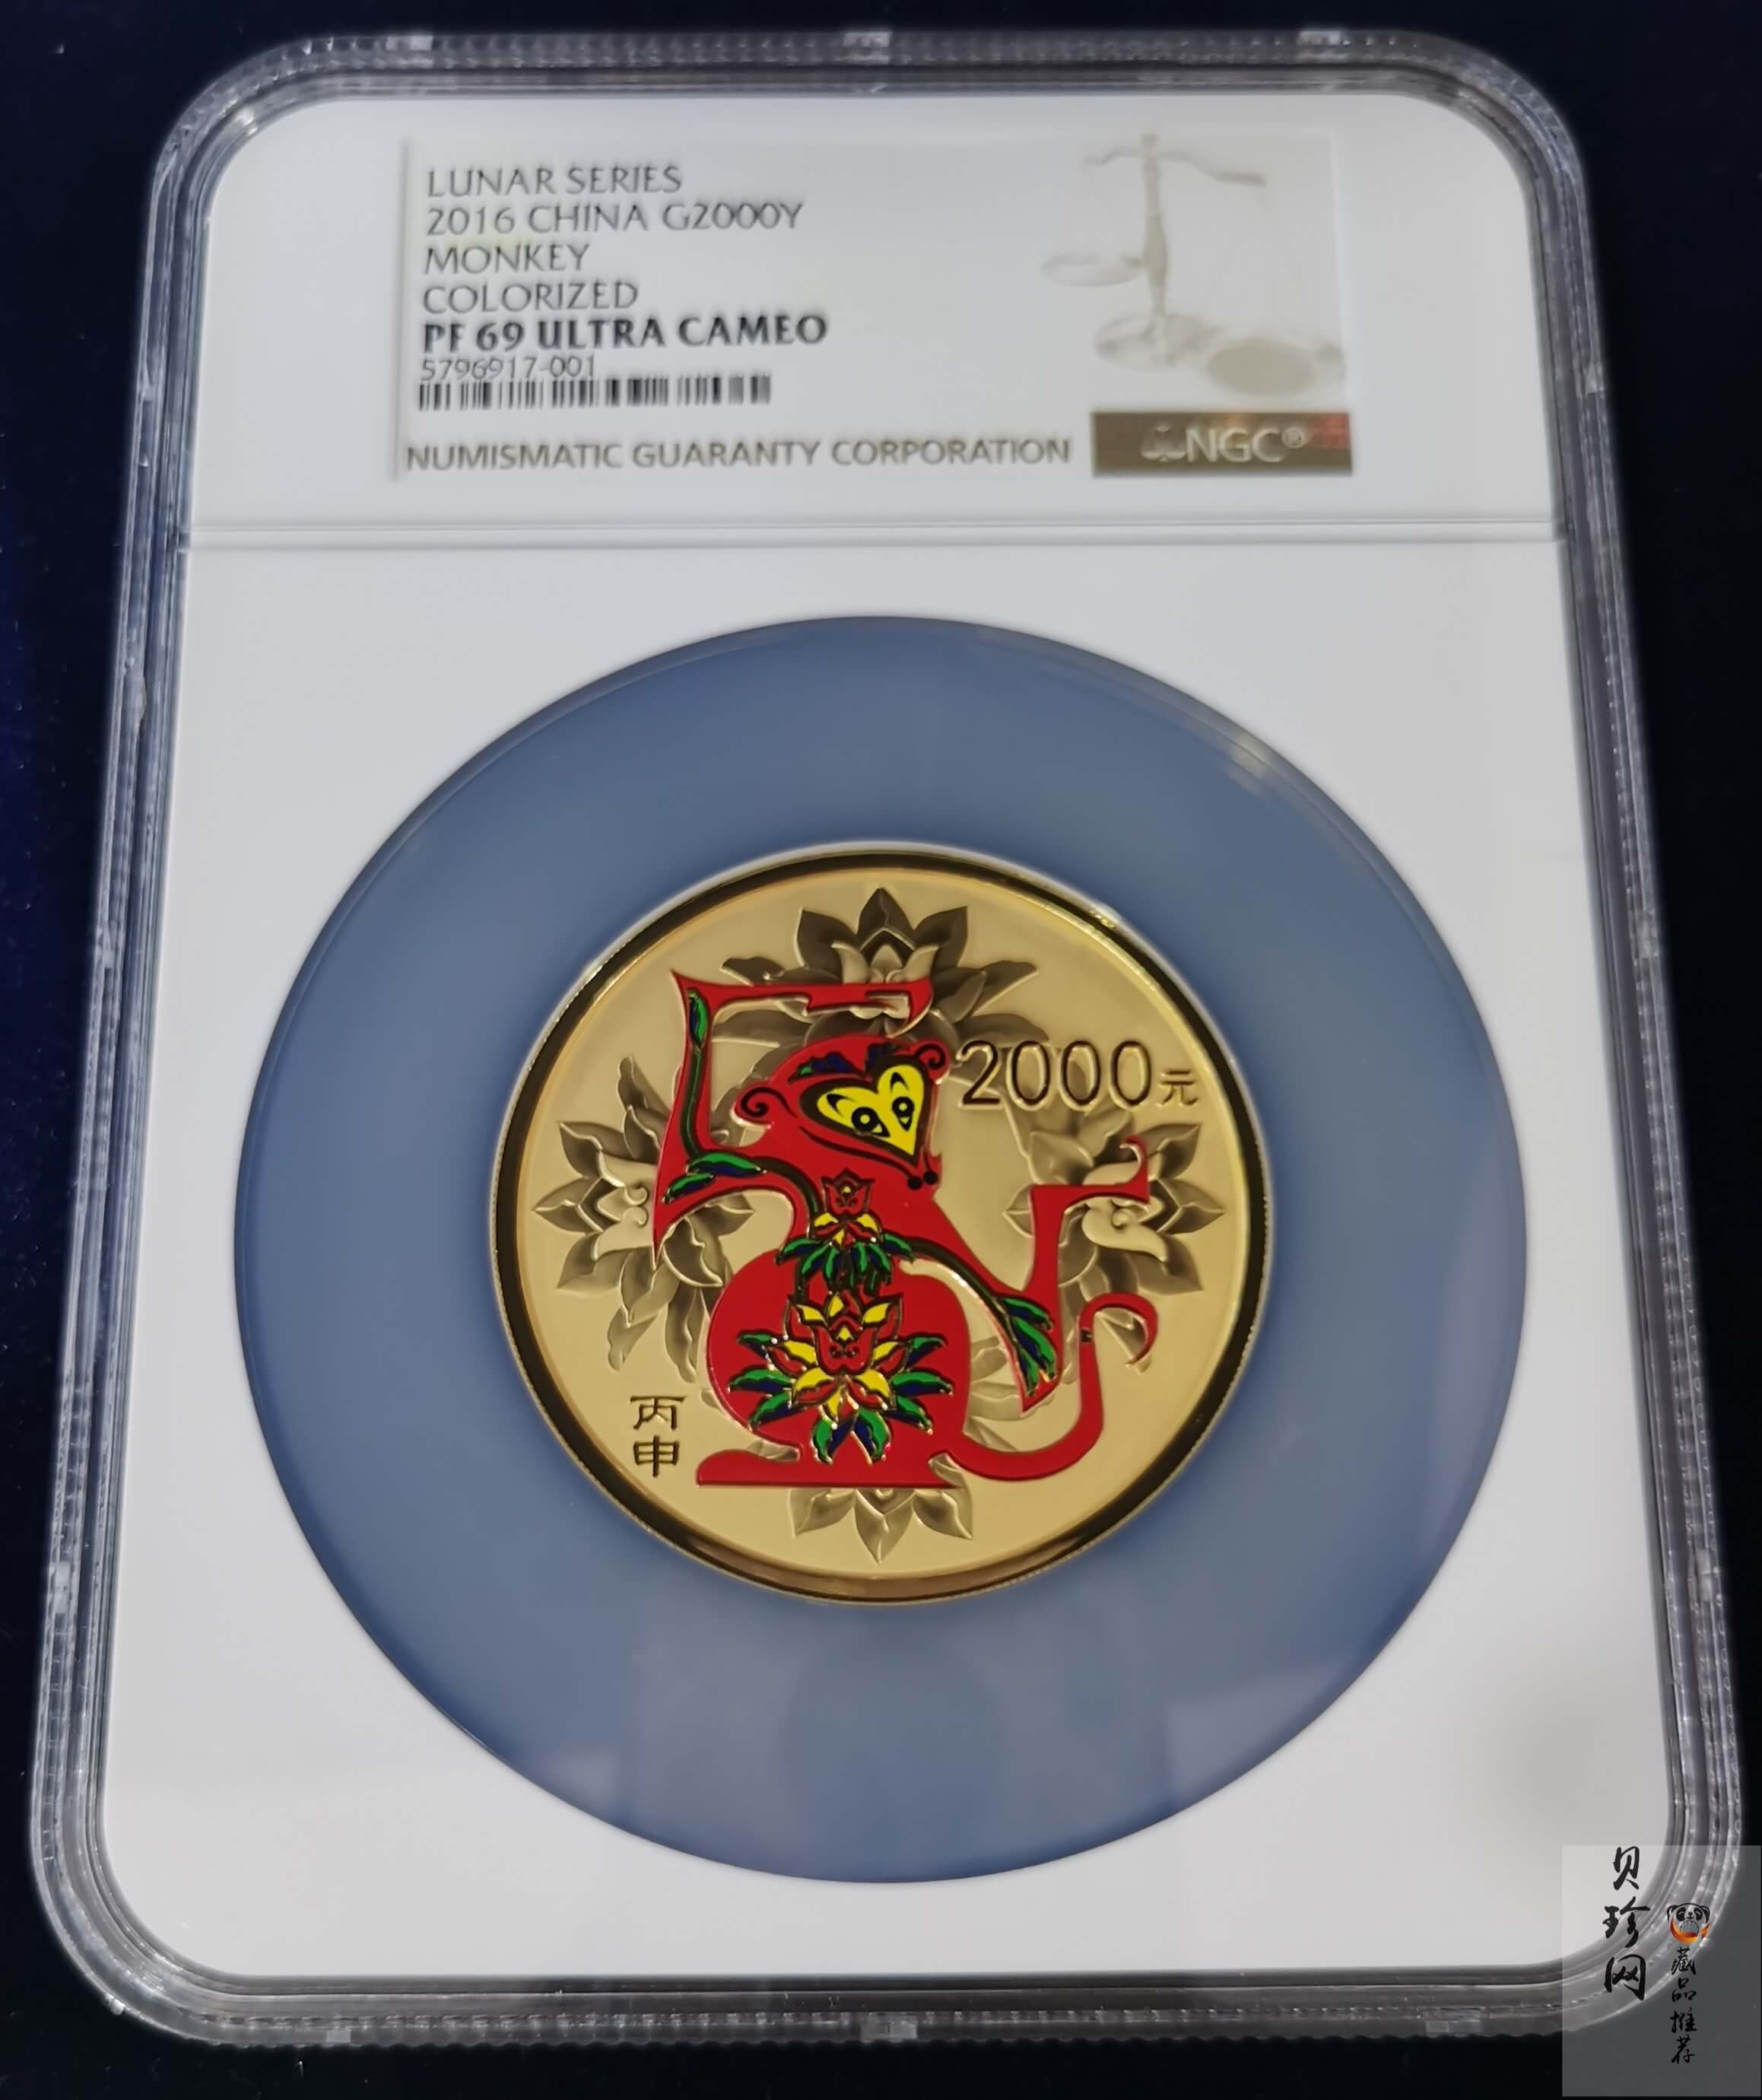 LUNAR SERIES
2016 CHINA G2000Y
MONKEY
COLORIZED
PF 69 ULTRA CAMEO
5796917-001
NUMISMATIC GUARANTY CORPORATION
NGC®
2000元
丙
申
贝珍网
藏品推荐